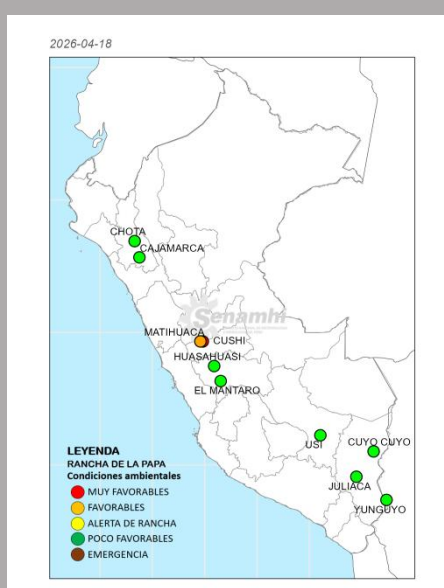 2026-04-18
CHOTA
CAJAMARCA
Senamhi
MATIHUACA
CUSHI
HUASAHUASI
EL MANTARO
USI
CUYO CUYO
JULIACA
YUNGUYO
LEYENDA
RANCHA DE LA PAPA
Condiciones ambientales
MUY FAVORABLES
FAVORABLES
ALERTA DE RANCHA
POCO FAVORABLES
EMERGENCIA